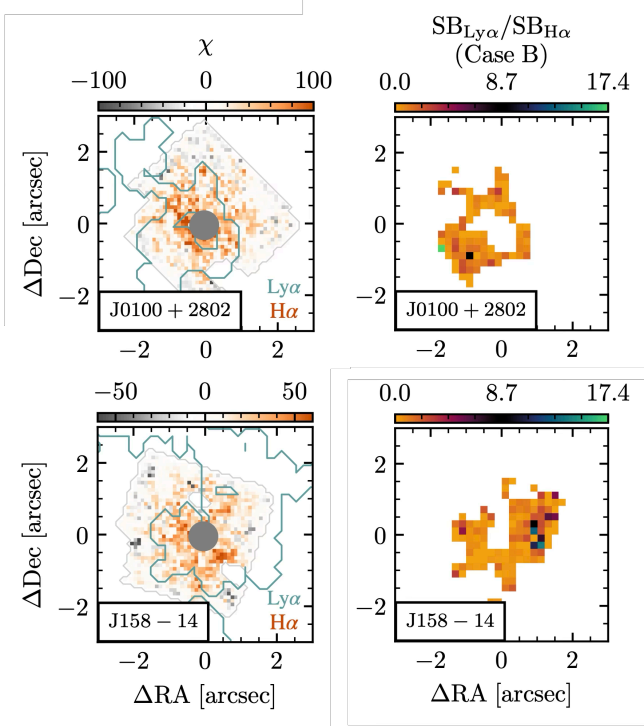 χ
−100 0 100
SB_Lyα/SB_Hα
(Case B)
0.0 8.7 17.4
ΔDec [arcsec]
2
0
−2
Lyα
Hα
J0100 + 2802
−2 0 2
2
0
−2
J0100 + 2802
−2 0 2
−50 0 50
0.0 8.7 17.4
ΔDec [arcsec]
2
0
−2
Lyα
Hα
J158 − 14
−2 0 2
ΔRA [arcsec]
2
0
−2
J158 − 14
−2 0 2
ΔRA [arcsec]